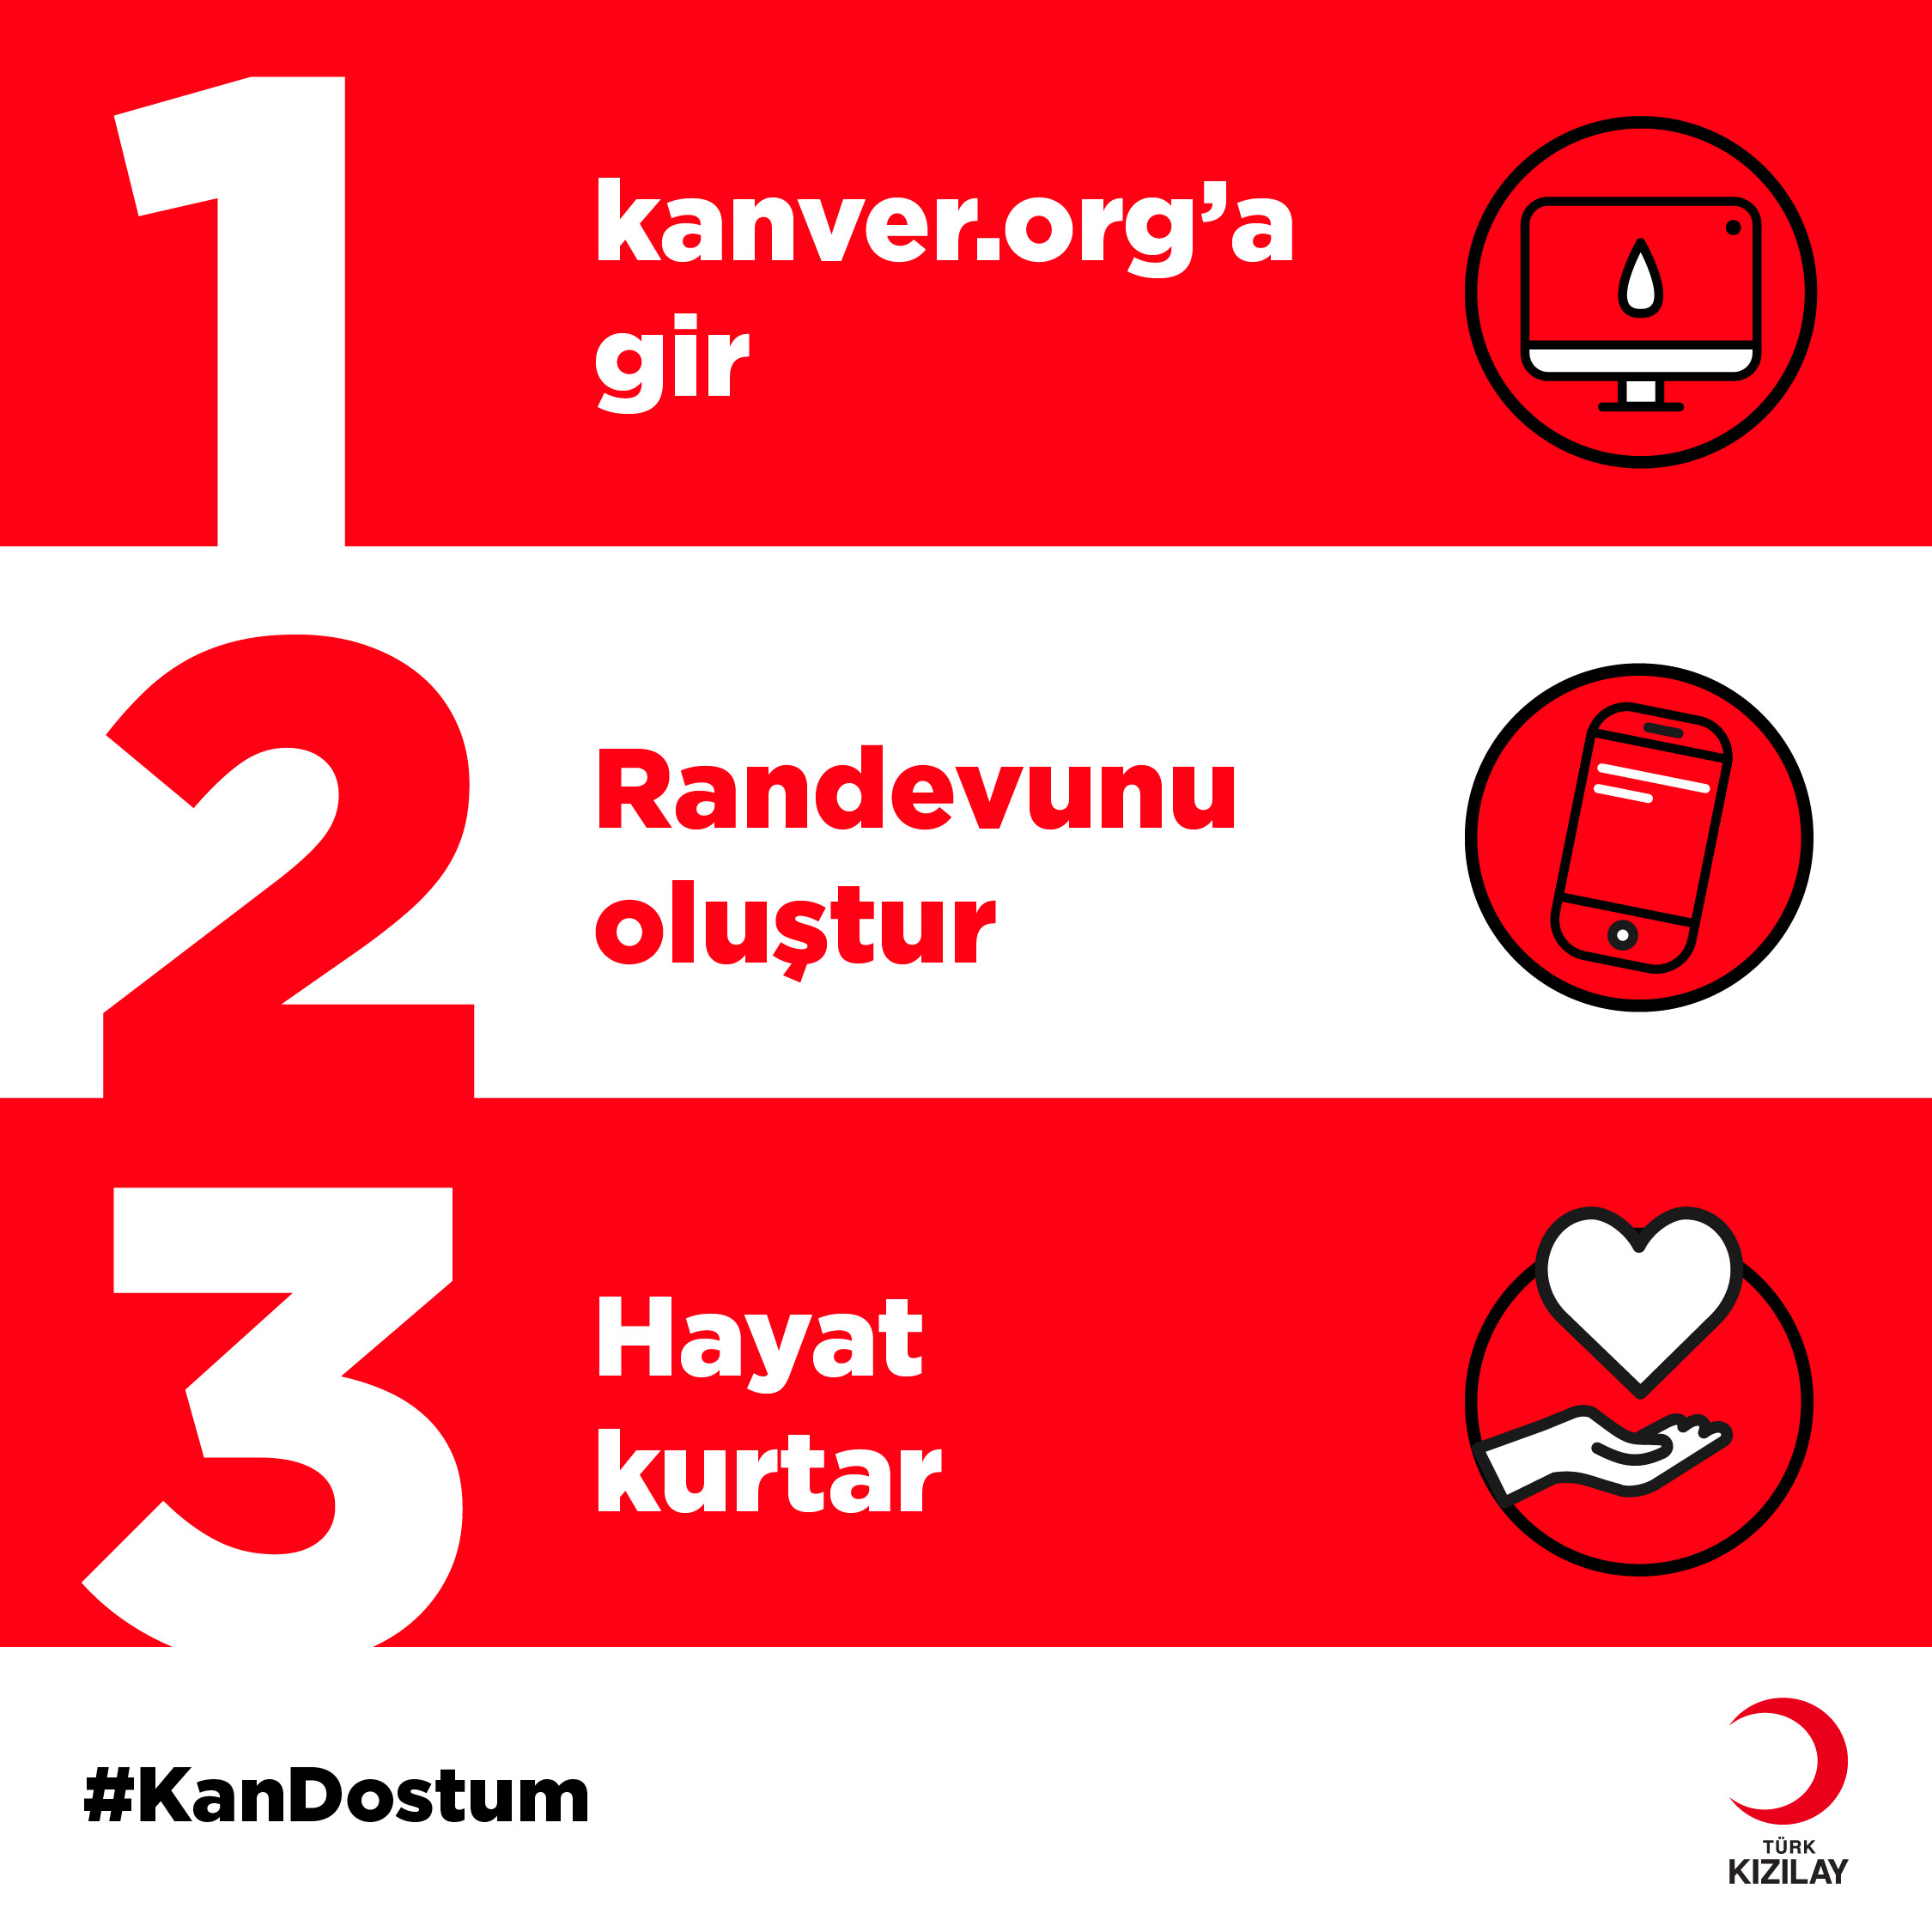 1
kanver.org’a
gir
2
Randevunu
oluştur
3
Hayat
kurtar
#KanDostum
TÜRK
KIZILAY